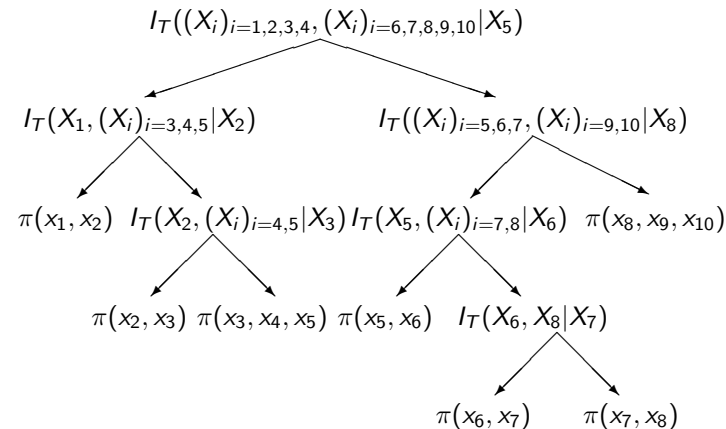 I_T((X_i)_{i=1,2,3,4}, (X_i)_{i=6,7,8,9,10}|X_5)
I_T(X_1, (X_i)_{i=3,4,5}|X_2) I_T((X_i)_{i=5,6,7}, (X_i)_{i=9,10}|X_8)
π(x_1, x_2) I_T(X_2, (X_i)_{i=4,5}|X_3) I_T(X_5, (X_i)_{i=7,8}|X_6) π(x_8, x_9, x_{10})
π(x_2, x_3) π(x_3, x_4, x_5) π(x_5, x_6) I_T(X_6, X_8|X_7)
π(x_6, x_7) π(x_7, x_8)